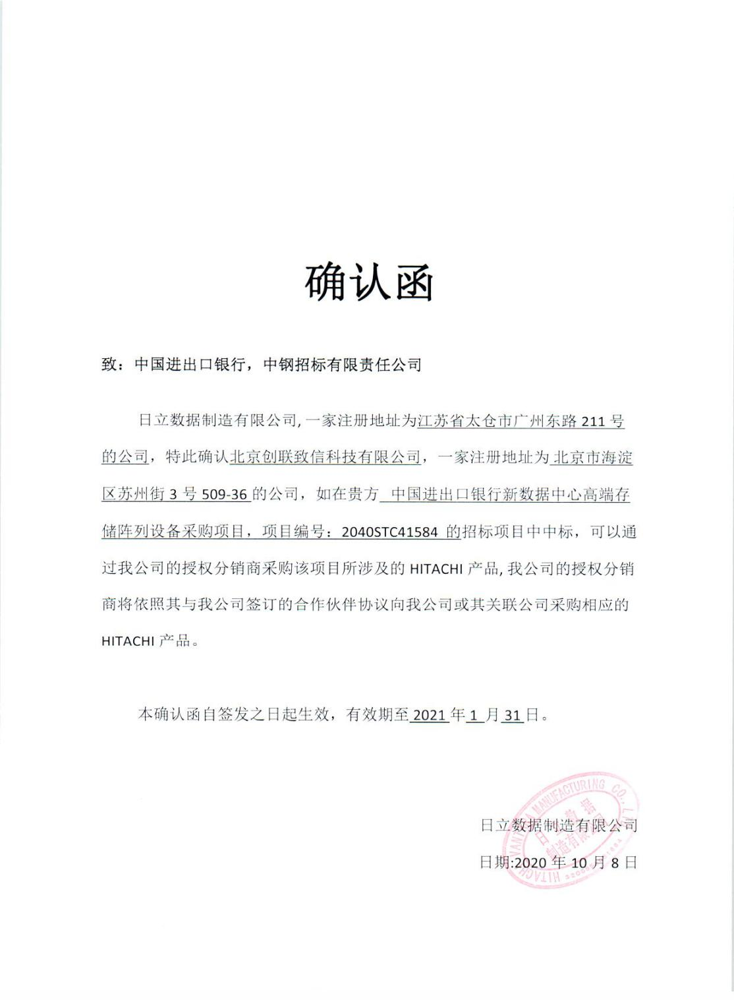 确认函
致：中国进出口银行，中钢招标有限责任公司
日立数据制造有限公司,一家注册地址为江苏省太仓市广州东路 211 号
的公司，特此确认北京创联致信科技有限公司，一家注册地址为 北京市海淀
区苏州街 3 号 509-36 的公司，如在贵方 中国进出口银行新数据中心高端存
储阵列设备采购项目，项目编号：2040STC41584 的招标项目中中标，可以通
过我公司的授权分销商采购该项目所涉及的 HITACHI 产品,我公司的授权分销
商将依照其与我公司签订的合作伙伴协议向我公司或其关联公司采购相应的
HITACHI 产品。
本确认函自签发之日起生效，有效期至 2021 年 1 月 31 日。
日立数据制造有限公司
日期:2020 年 10 月 8 日
HITACHI VANTARA MANUFACTURING CO., LTD
日立数据
制造有限公司